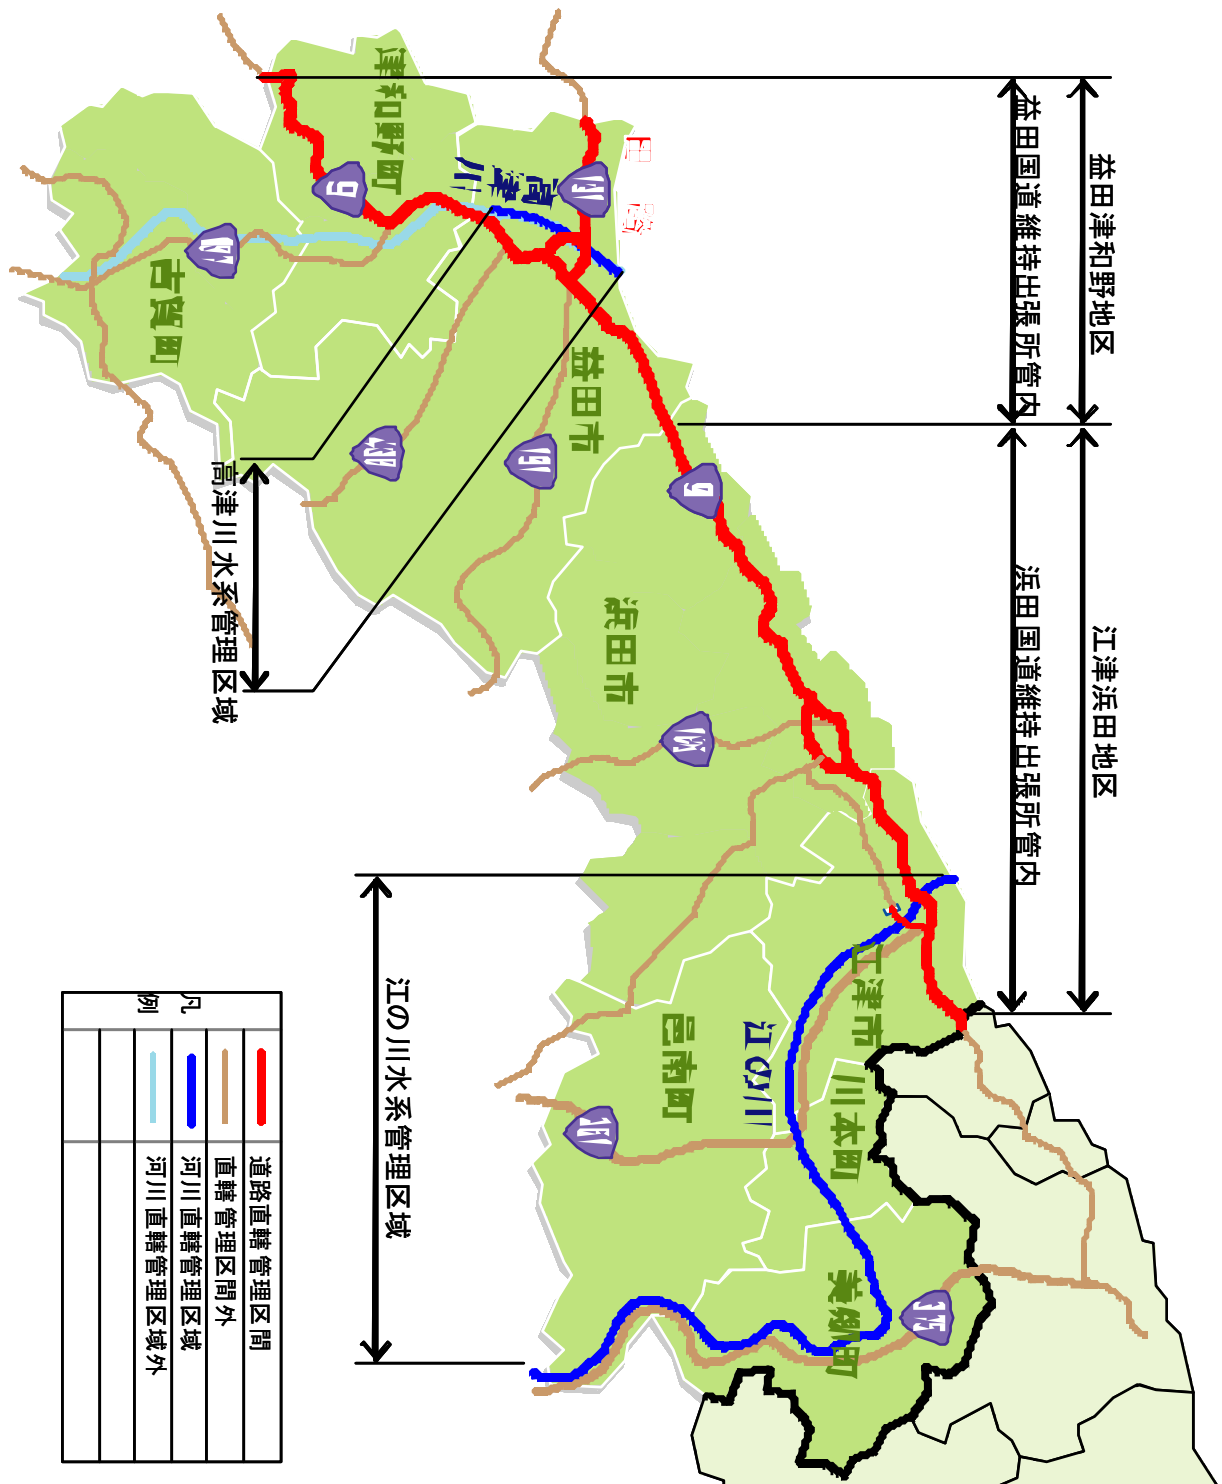 益田津和野地区
江津浜田地区
益田国道維持出張所管内
浜田国道維持出張所管内
津和野町
高津川
9
191
益田市
9
吉賀町
488
191
高津川水系管理区域
浜田市
江津市
川本町
江の川
邑南町
美郷町
375
江の川水系管理区域
凡例
道路直轄管理区間
直轄管理区間外
河川直轄管理区域
河川直轄管理区域外